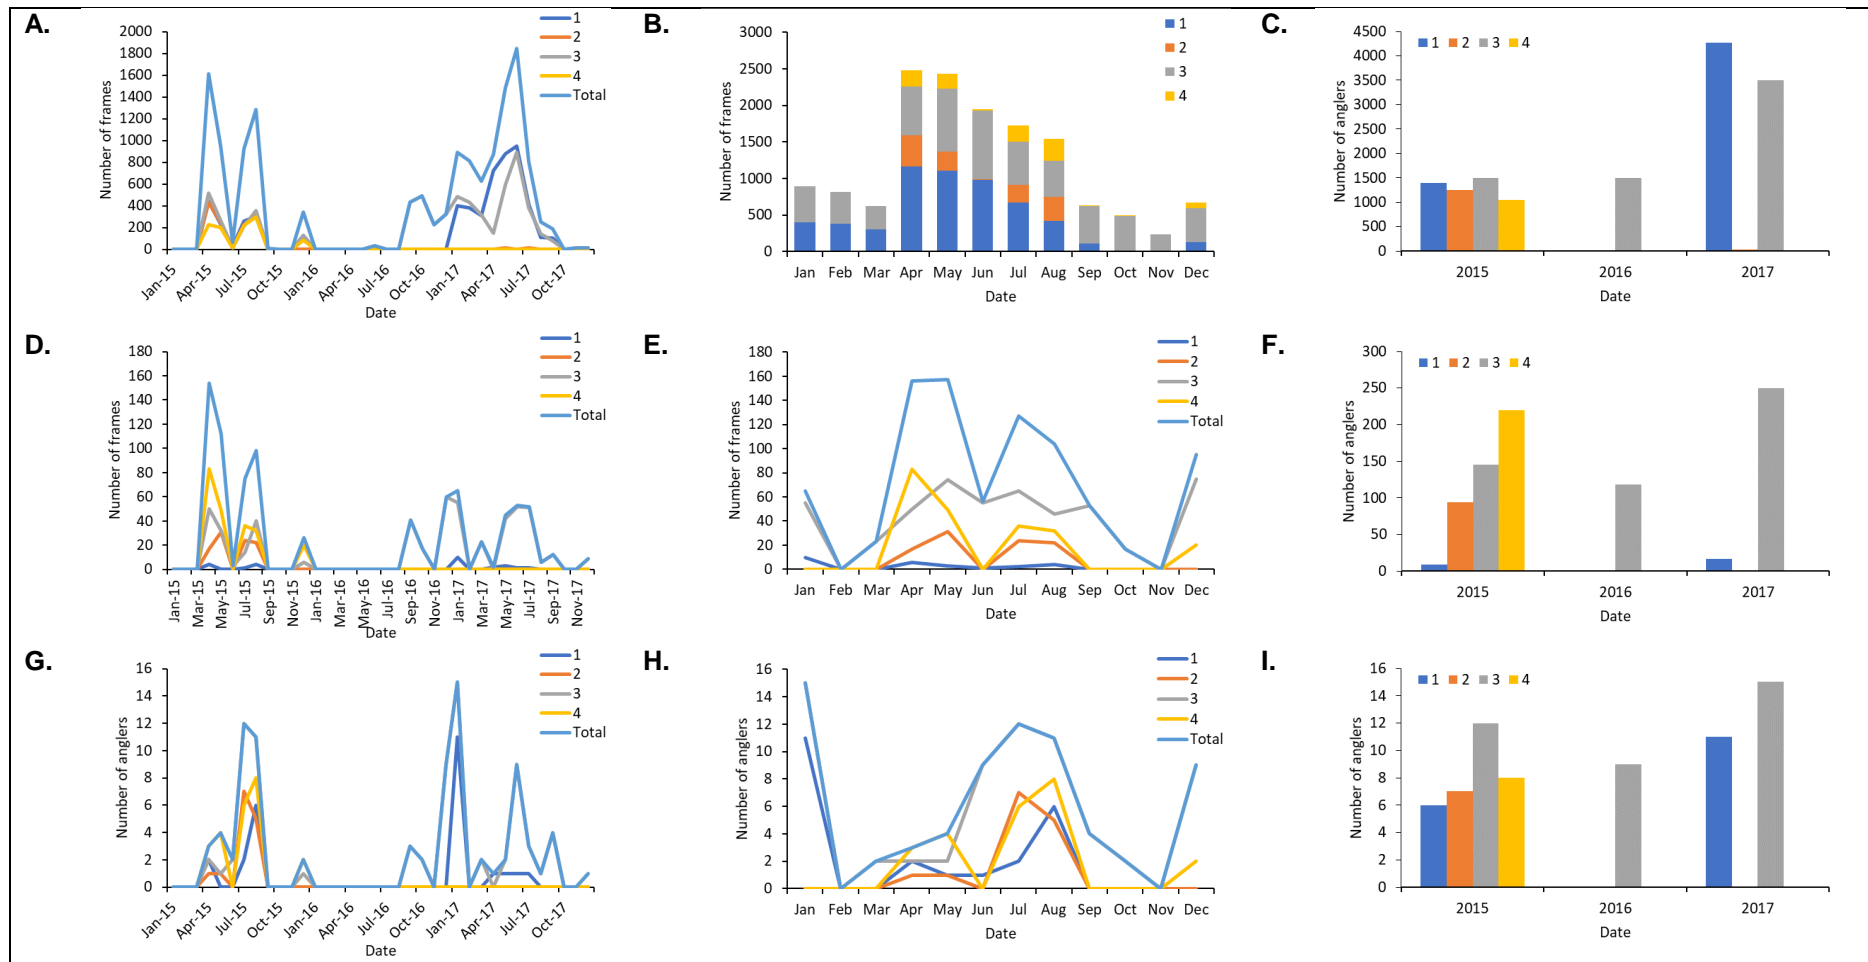 A.
Number of frames
2000
1800
1600
1400
1200
1000
800
600
400
200
0
Jan-15 Apr-15 Jul-15 Oct-15 Jan-16 Apr-16 Jul-16 Oct-16 Jan-17 Apr-17 Jul-17 Oct-17
Date
1
2
3
4
Total
B.
Number of frames
3000
2500
2000
1500
1000
500
0
Jan Feb Mar Apr May Jun Jul Aug Sep Oct Nov Dec
Date
1
2
3
4
C.
Number of anglers
4500
4000
3500
3000
2500
2000
1500
1000
500
0
1 2 3 4
2015 2016 2017
Date
D.
Number of frames
180
160
140
120
100
80
60
40
20
0
Jan-15 Mar-15 May-15 Jul-15 Sep-15 Nov-15 Jan-16 Mar-16 May-16 Jul-16 Sep-16 Nov-16 Jan-17 Mar-17 May-17 Jul-17 Sep-17 Nov-17
Date
1
2
3
4
Total
E.
Number of frames
180
160
140
120
100
80
60
40
20
0
Jan Feb Mar Apr May Jun Jul Aug Sep Oct Nov Dec
Date
1
2
3
4
Total
F.
Number of anglers
300
250
200
150
100
50
0
1 2 3 4
2015 2016 2017
Date
G.
Number of anglers
16
14
12
10
8
6
4
2
0
Jan-15 Apr-15 Jul-15 Oct-15 Jan-16 Apr-16 Jul-16 Oct-16 Jan-17 Apr-17 Jul-17 Oct-17
Date
1
2
3
4
Total
H.
Number of anglers
16
14
12
10
8
6
4
2
0
Jan Feb Mar Apr May Jun Jul Aug Sep Oct Nov Dec
Date
1
2
3
4
Total
I.
Number of anglers
16
14
12
10
8
6
4
2
0
1 2 3 4
2015 2016 2017
Date